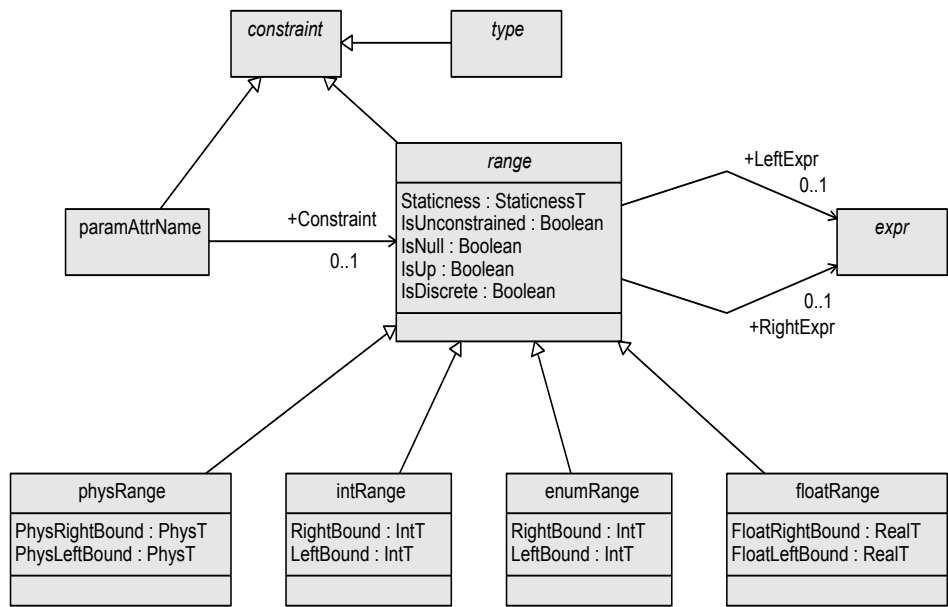 constraint
type
range
+LeftExpr
0..1
Staticness : StaticnessT
IsUnconstrained : Boolean
IsNull : Boolean
IsUp : Boolean
IsDiscrete : Boolean
paramAttrName
+Constraint
0..1
expr
0..1
+RightExpr
physRange
PhysRightBound : PhysT
PhysLeftBound : PhysT
intRange
RightBound : IntT
LeftBound : IntT
enumRange
RightBound : IntT
LeftBound : IntT
floatRange
FloatRightBound : RealT
FloatLeftBound : RealT